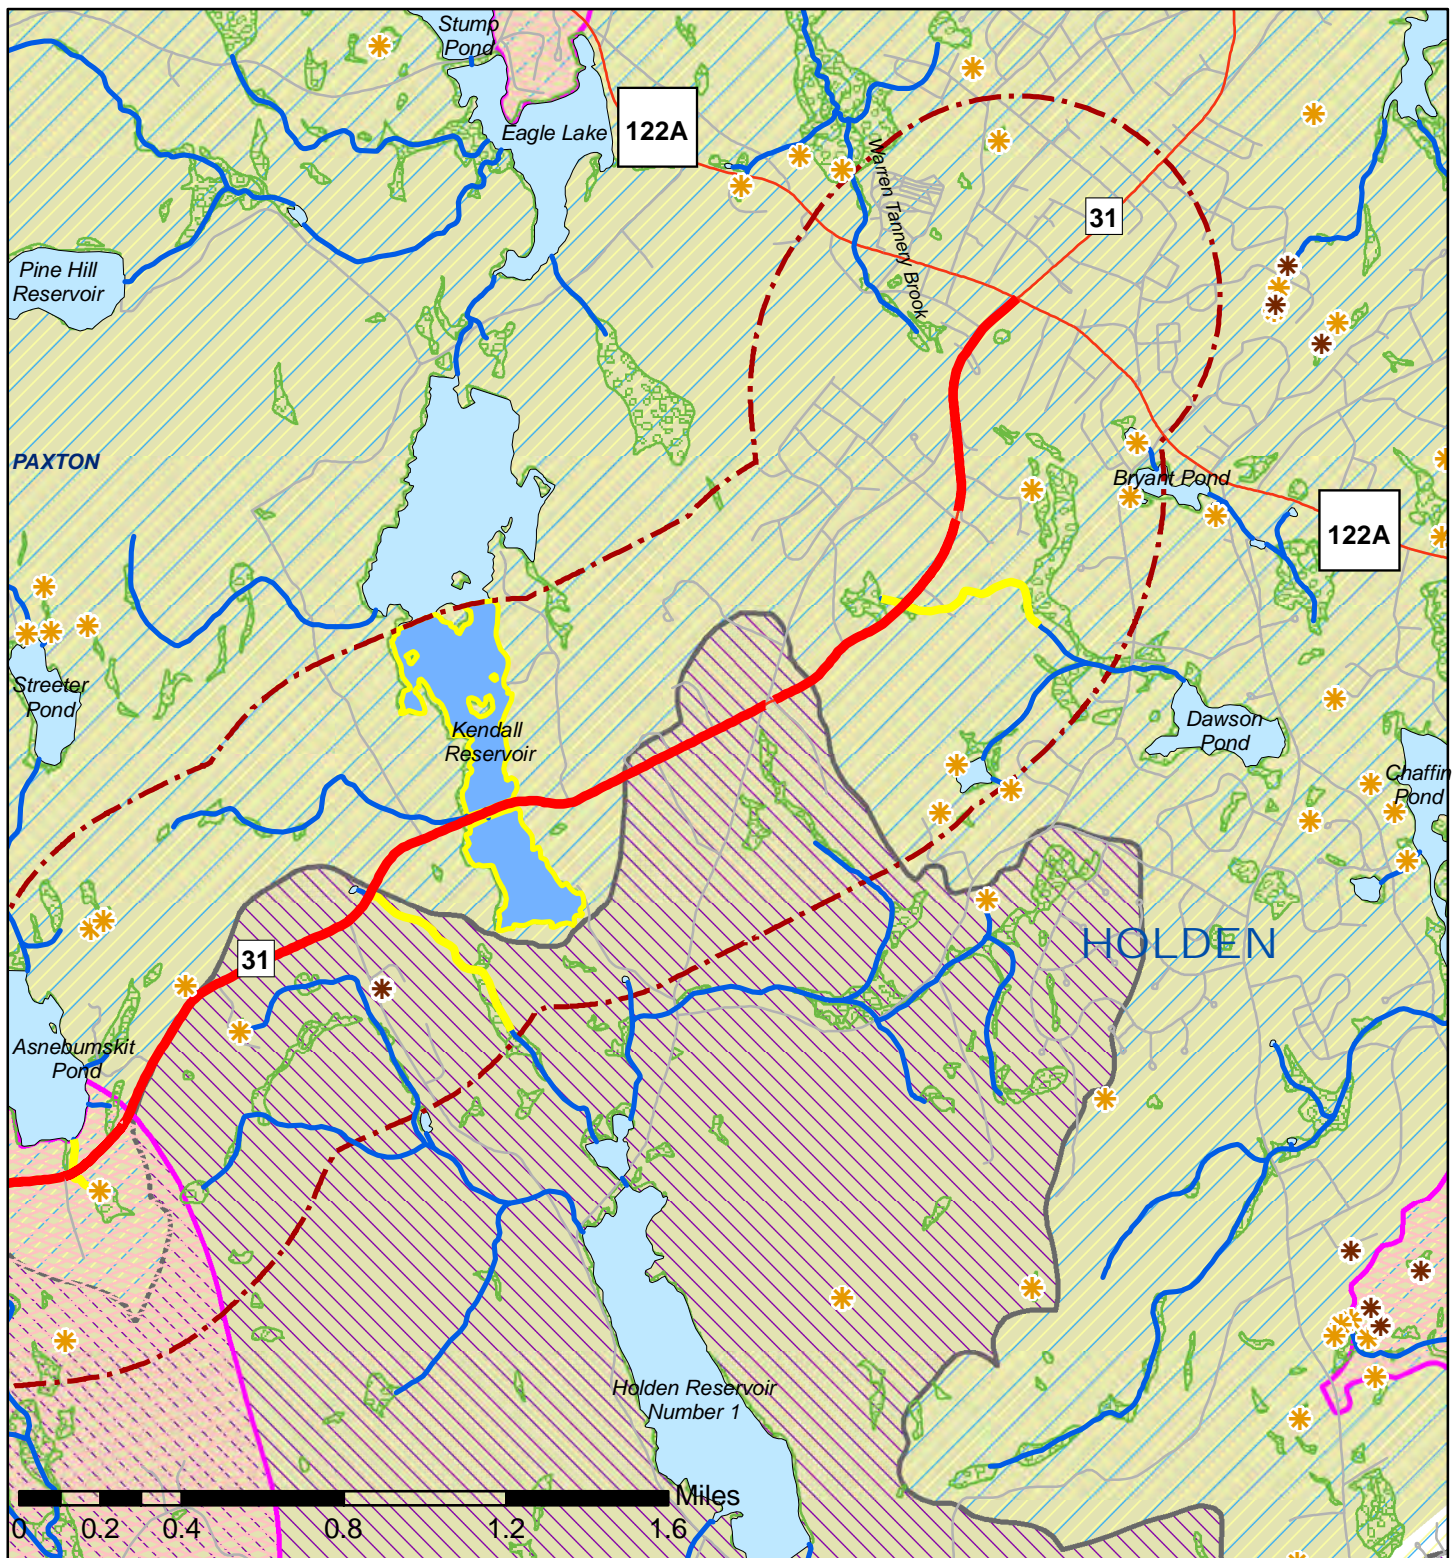 Stump
Pond
Eagle Lake
122A
Warren Tannery Brook
31
Pine Hill
Reservoir
PAXTON
Bryant Pond
122A
Streeter
Pond
Kendall
Reservoir
Dawson
Pond
Chaffin
Pond
HOLDEN
31
Asnebumskit
Pond
Holden Reservoir
Number 1
Miles
0 0.2 0.4 0.8 1.2 1.6